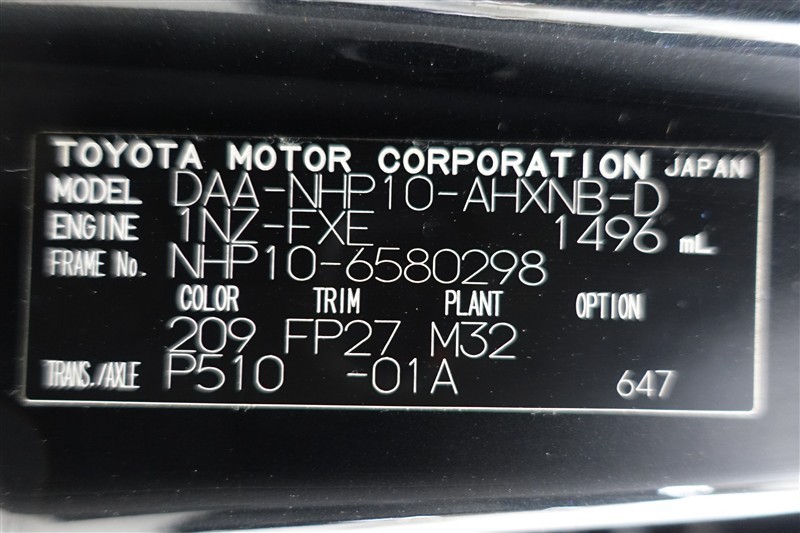 TOYOTA MOTOR CORPORATION JAPAN
MODEL DAA-NHP10-AHXNB-D
ENGINE 1NZ-FXE 1496 mL
FRAME No. NHP10-6580298
COLOR TRIM PLANT OPTION
209 FP27 M32
TRANS./AXLE P510 -01A 647